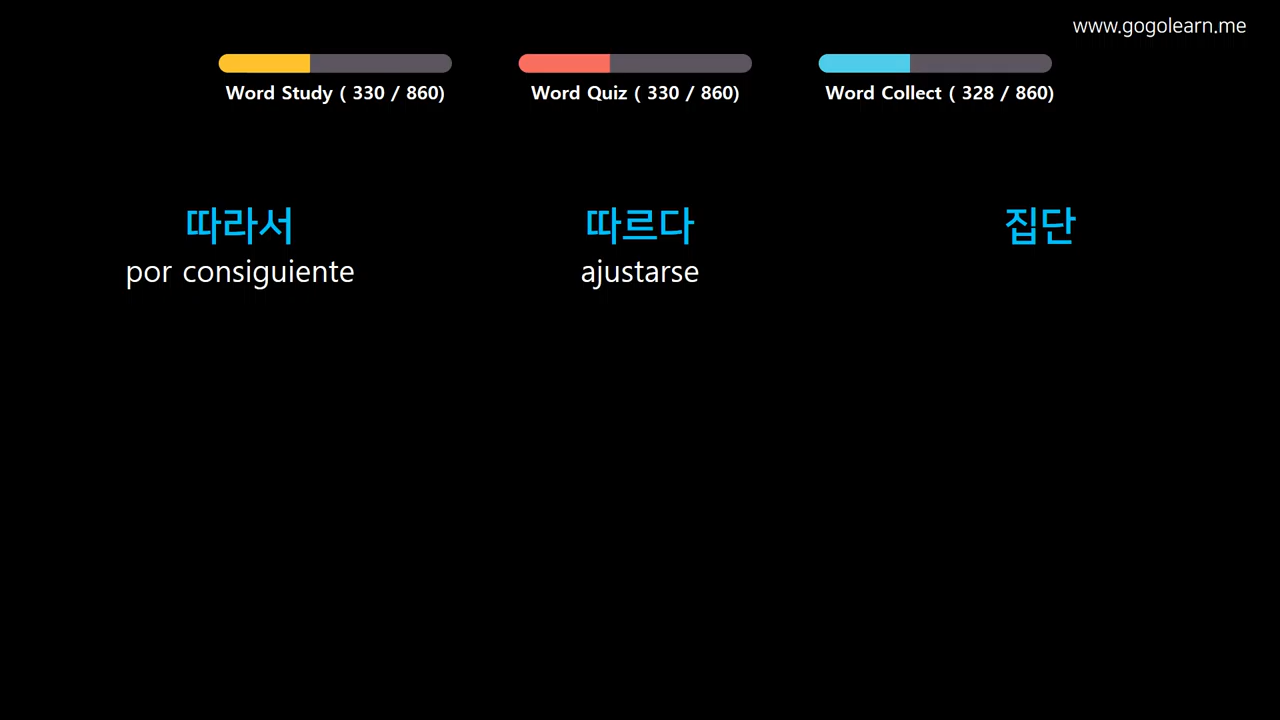 www.gogolearn.me
Word Study ( 330 / 860)
Word Quiz ( 330 / 860)
Word Collect ( 328 / 860)
따라서
por consiguiente
따르다
ajustarse
집단